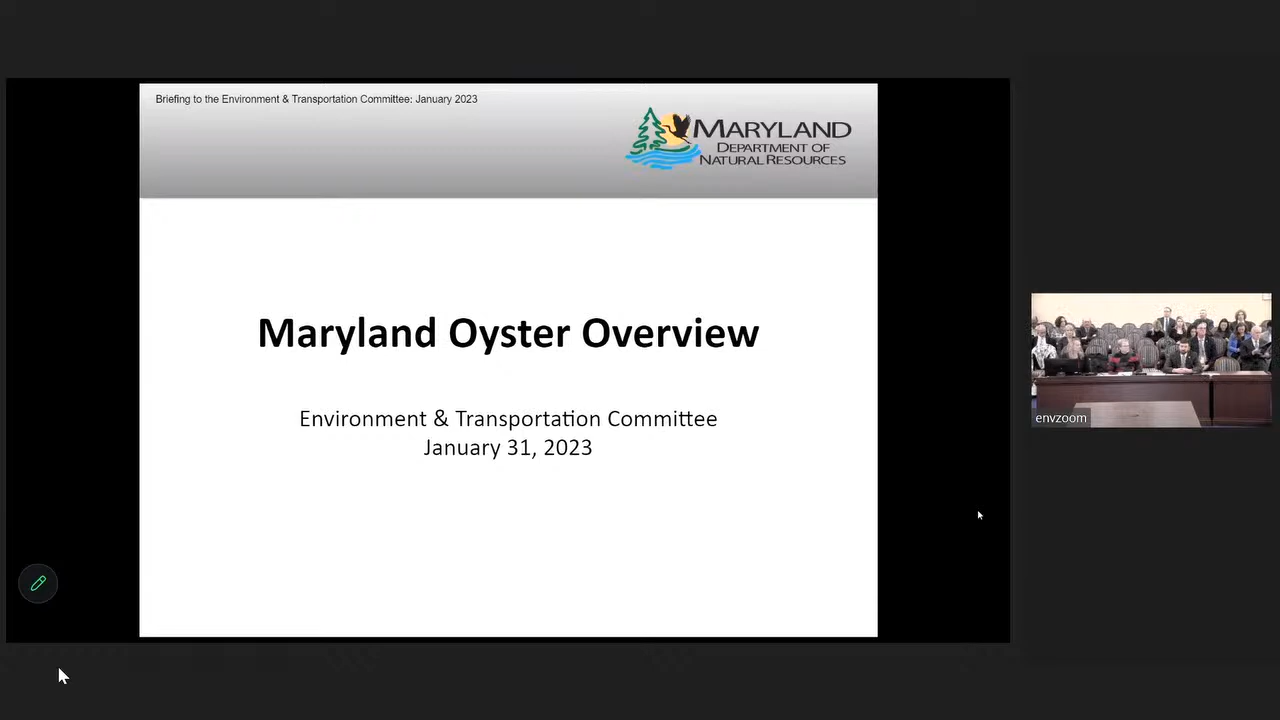 Briefing to the Environment & Transportation Committee: January 2023
MARYLAND
DEPARTMENT OF
NATURAL RESOURCES
Maryland Oyster Overview
Environment & Transportation Committee
January 31, 2023
envzoom